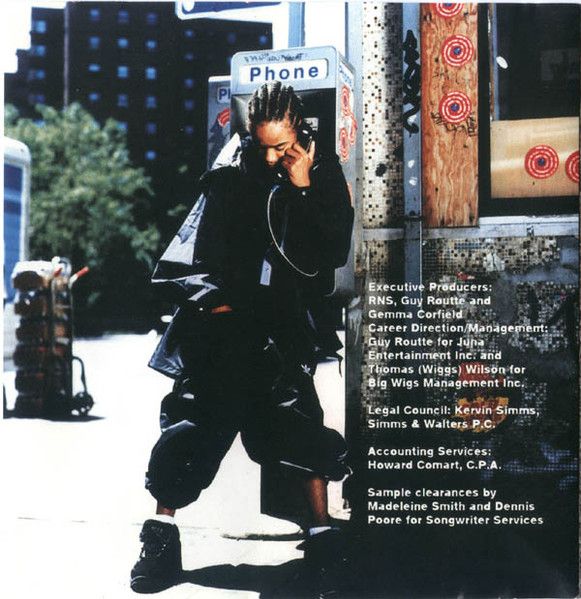 Phone
Executive Producers:
RNS, Guy Routte and
Gemma Corfield
Career Direction/Management:
Guy Routte for Juna
Entertainment Inc. and
Thomas (Wiggs) Wilson for
Big Wigs Management Inc.
Legal Council: Kervin Simms,
Simms & Walters P.C.
Accounting Services:
Howard Comart, C.P.A.
Sample clearances by
Madeleine Smith and Dennis
Poore for Songwriter Services